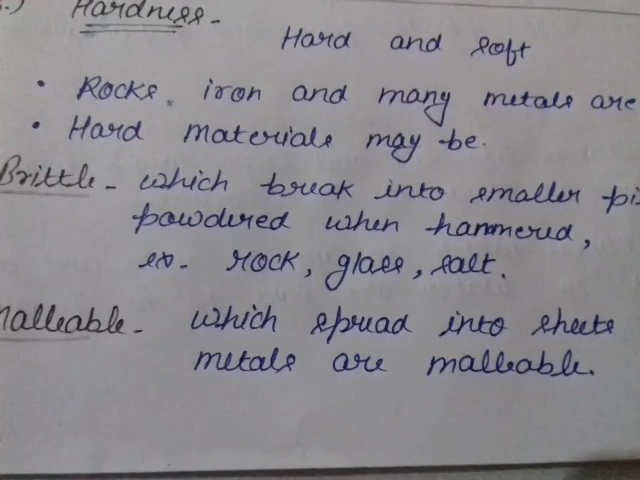 Hardness-
Hard and soft
• Rocks, iron and many metals are
• Hard materials may be.
Brittle - which break into smaller
powdered when hammered,
ex- rock, glass, salt.
Malleable - which spread into sheets
metals are malleable.